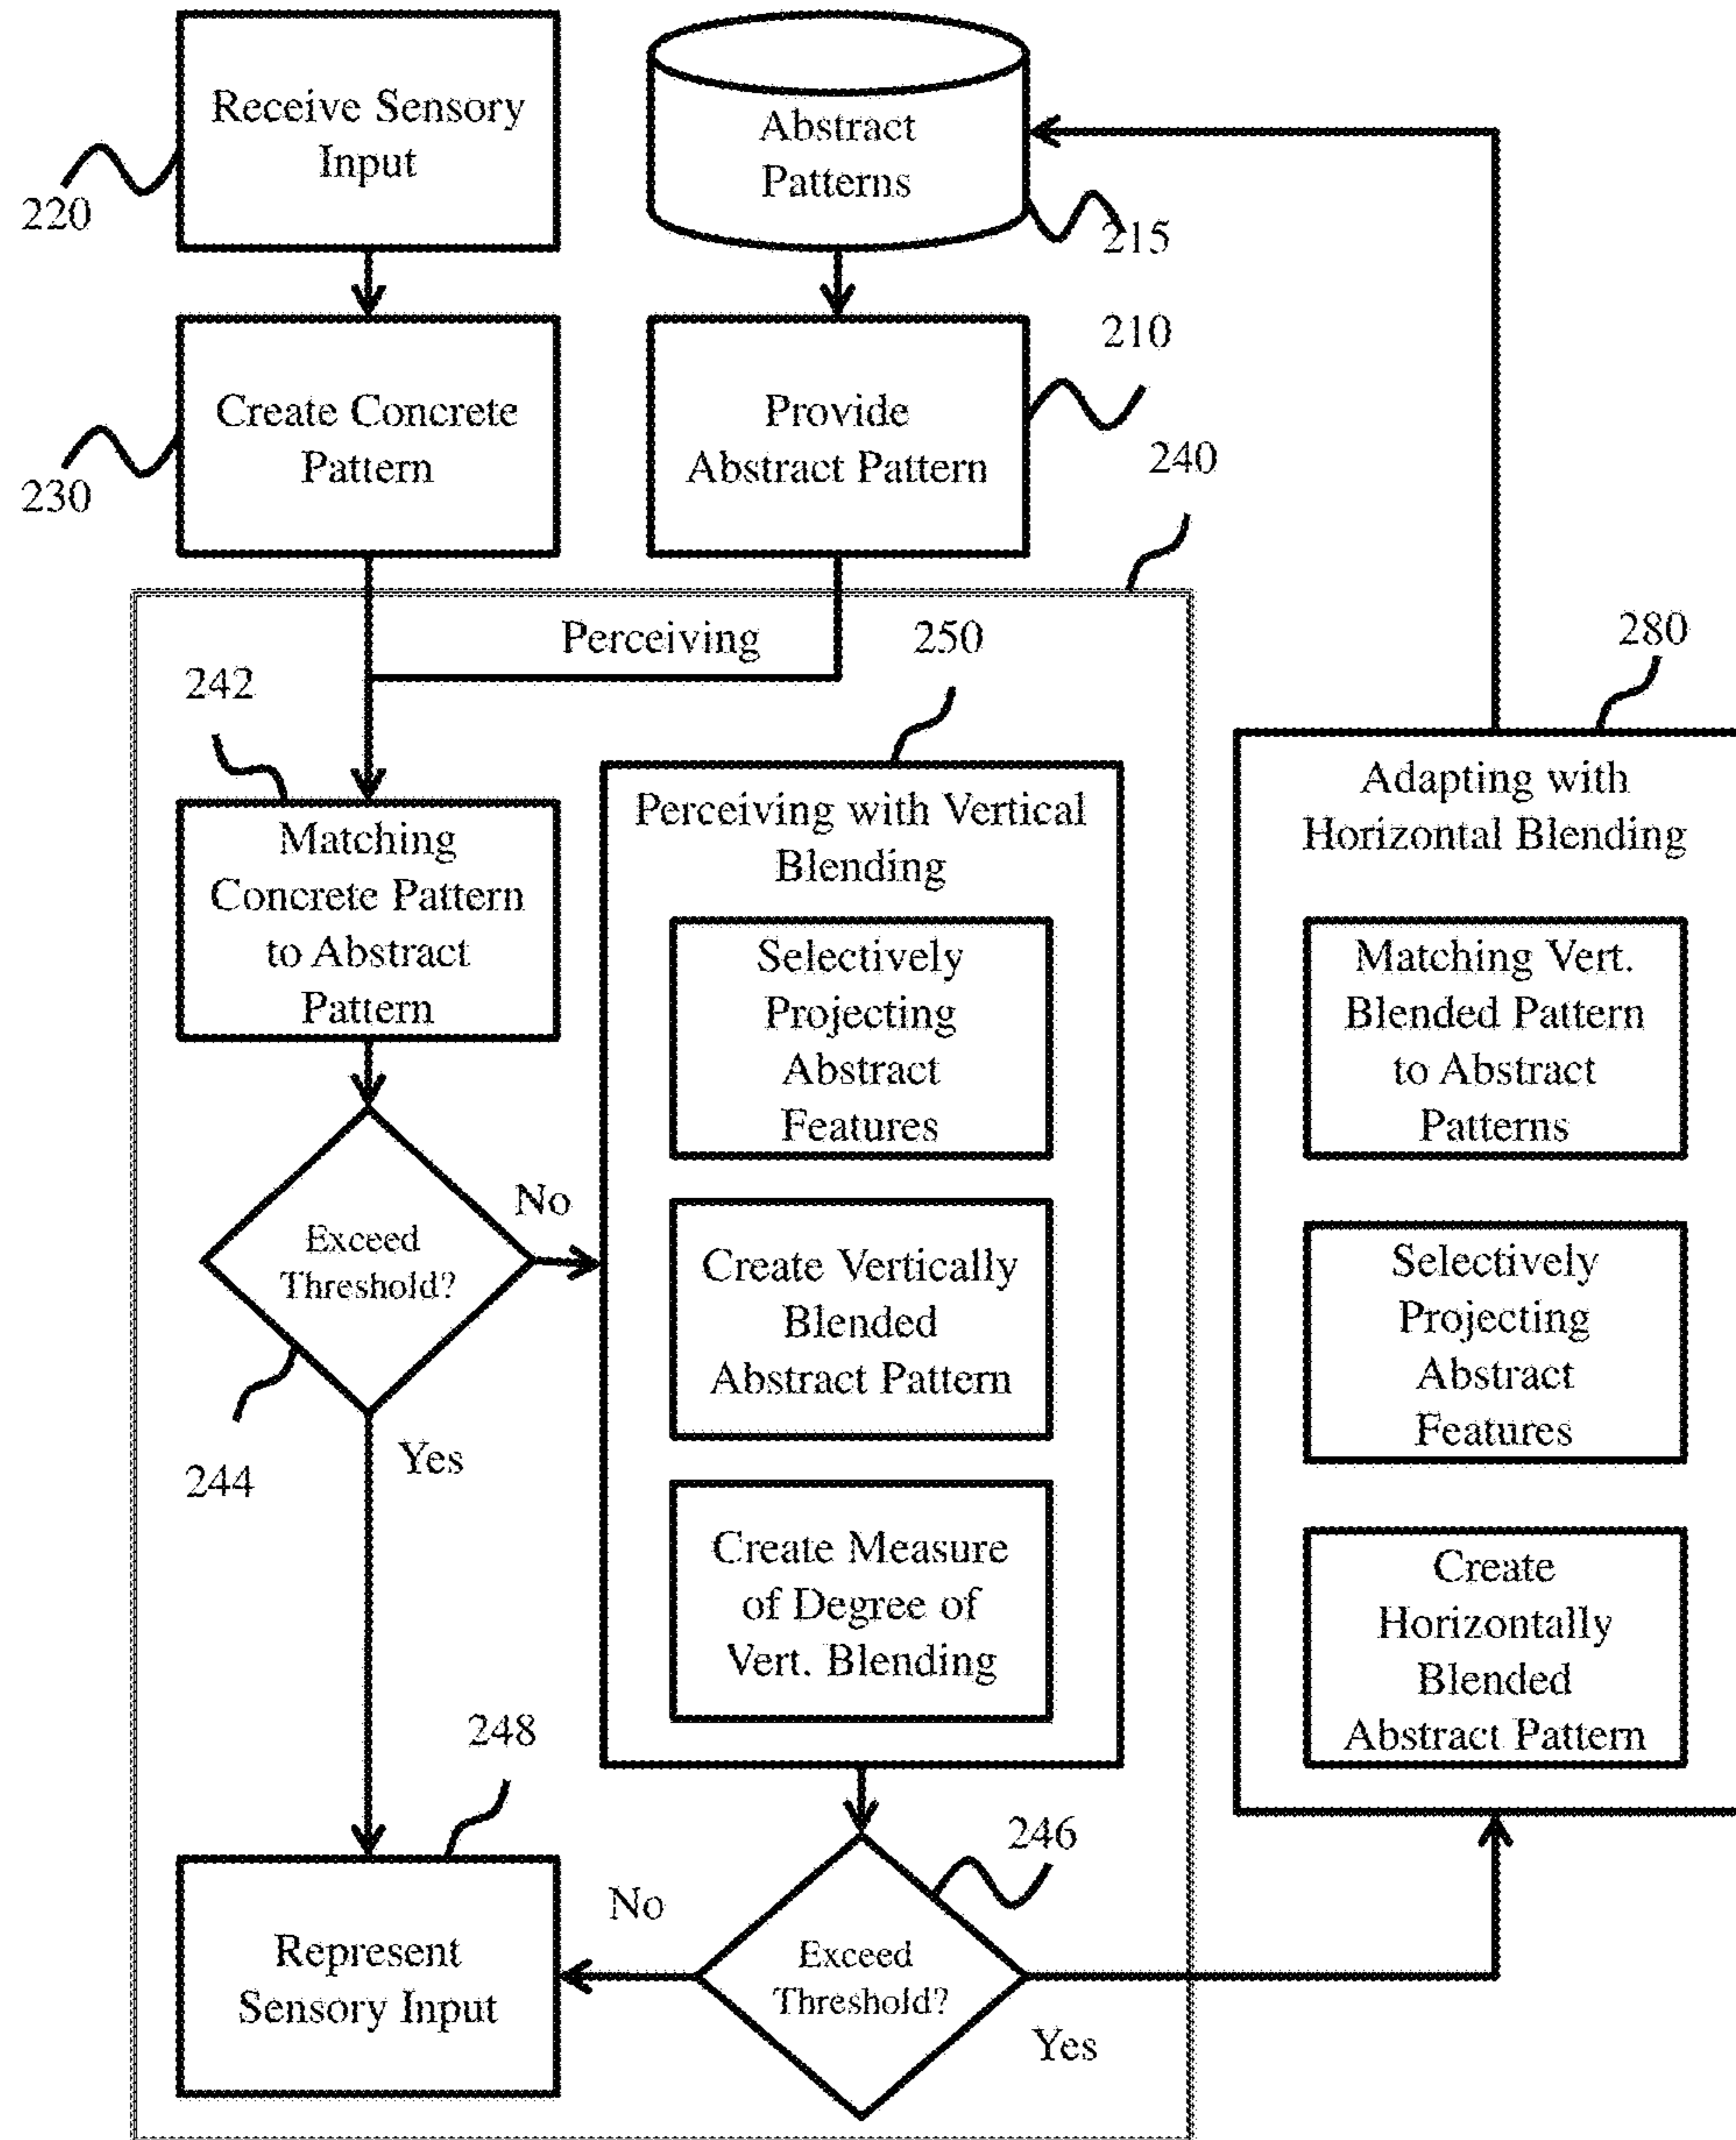 Receive Sensory
Input
220
Abstract
Patterns
215
Create Concrete
Pattern
230
Provide
Abstract Pattern
210
240
Perceiving
250
242
Matching
Concrete Pattern
to Abstract
Pattern
Exceed
Threshold?
No
Yes
244
Perceiving with Vertical
Blending
Selectively
Projecting
Abstract
Features
Create Vertically
Blended
Abstract Pattern
Create Measure
of Degree of
Vert. Blending
248
Represent
Sensory Input
No
246
Exceed
Threshold?
Yes
280
Adapting with
Horizontal Blending
Matching Vert.
Blended Pattern
to Abstract
Patterns
Selectively
Projecting
Abstract
Features
Create
Horizontally
Blended
Abstract Pattern